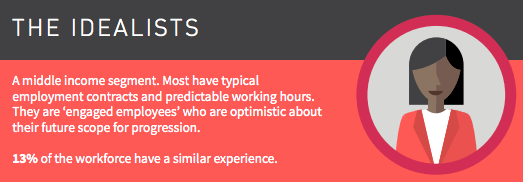 THE IDEALISTS
A middle income segment. Most have typical
employment contracts and predictable working hours.
They are ‘engaged employees’ who are optimistic about
their future scope for progression.
13% of the workforce have a similar experience.